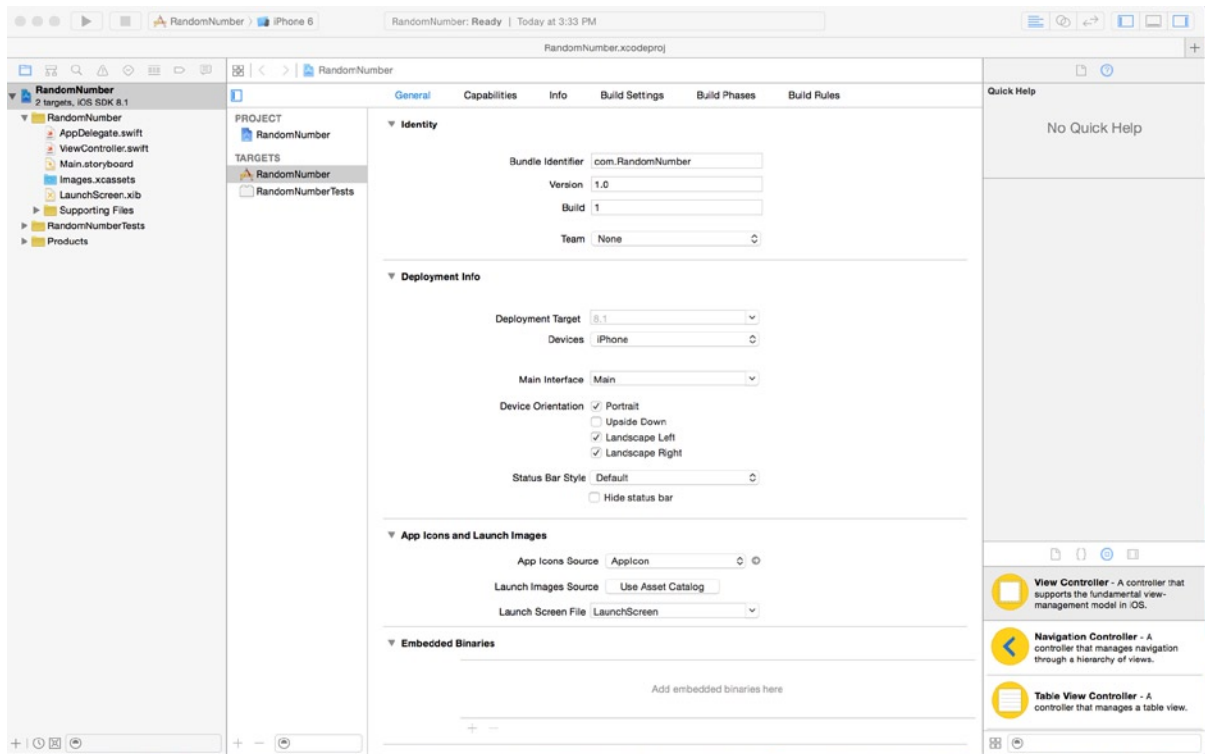 RandomNumber
iPhone 6
RandomNumber: Ready | Today at 3:33 PM
RandomNumber.xcodeproj
RandomNumber
2 targets, iOS SDK 8.1
RandomNumber
AppDelegate.swift
ViewController.swift
Main.storyboard
Images.xcassets
LaunchScreen.xib
Supporting Files
RandomNumberTests
Products
RandomNumber
General Capabilities Info Build Settings Build Phases Build Rules
PROJECT
RandomNumber
TARGETS
RandomNumber
RandomNumberTests
Identity
Bundle Identifier com.RandomNumber
Version 1.0
Build 1
Team None
Deployment Info
Deployment Target 8.1
Devices iPhone
Main Interface Main
Device Orientation Portrait
Upside Down
Landscape Left
Landscape Right
Status Bar Style Default
Hide status bar
App Icons and Launch Images
App Icons Source AppIcon
Launch Images Source Use Asset Catalog
Launch Screen File LaunchScreen
Embedded Binaries
Add embedded binaries here
Quick Help
No Quick Help
View Controller - A controller that
supports the fundamental view-
management model in iOS.
Navigation Controller - A
controller that manages navigation
through a hierarchy of views.
Table View Controller - A
controller that manages a table view.